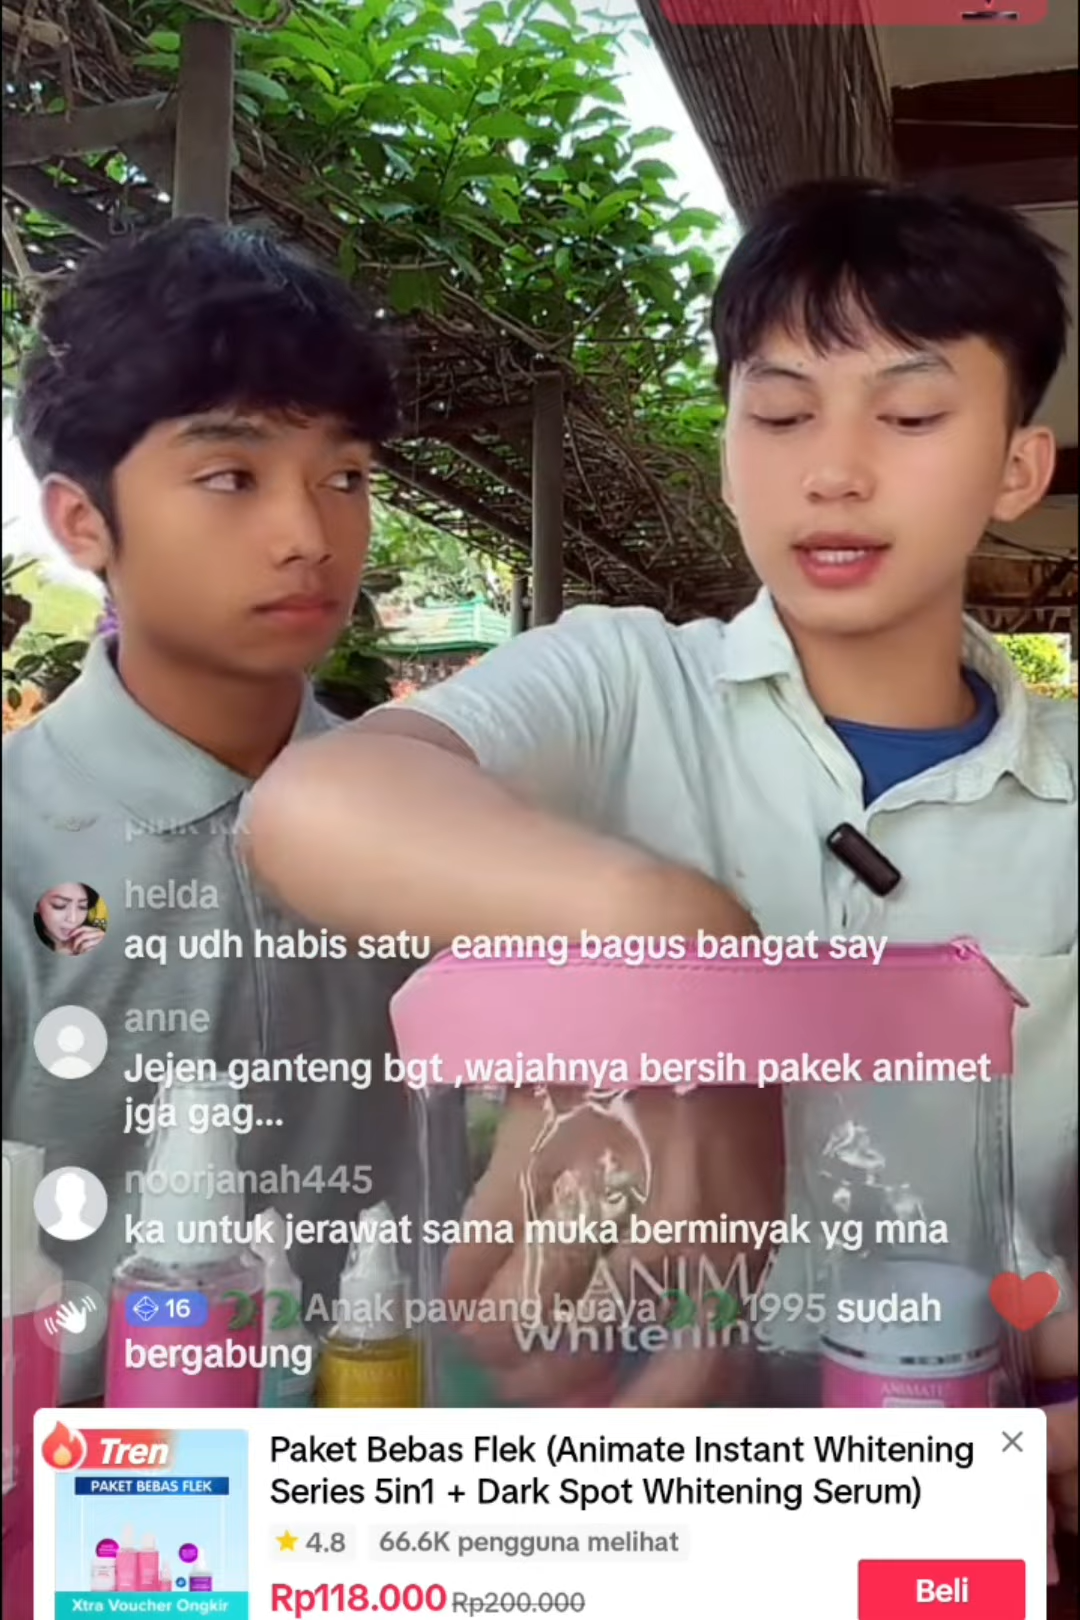 pink kk
helda
aq udh habis satu eamng bagus bangat say
anne
Jejen ganteng bgt ,wajahnya bersih pakek animet
jga gag...
noorjanah445
ka untuk jerawat sama muka berminyak yg mna
16 Anak pawang buaya 1995 sudah
bergabung
ANIMA
Whitening
ANIMATE
Tren
PAKET BEBAS FLEK
Xtra Voucher Ongkir
Paket Bebas Flek (Animate Instant Whitening
Series 5in1 + Dark Spot Whitening Serum)
4.8
66.6K pengguna melihat
Rp118.000 Rp200.000
Beli